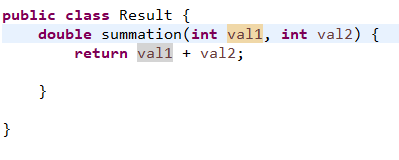 public class Result {
    double summation(int val1, int val2) {
        return val1 + val2;
    }
}